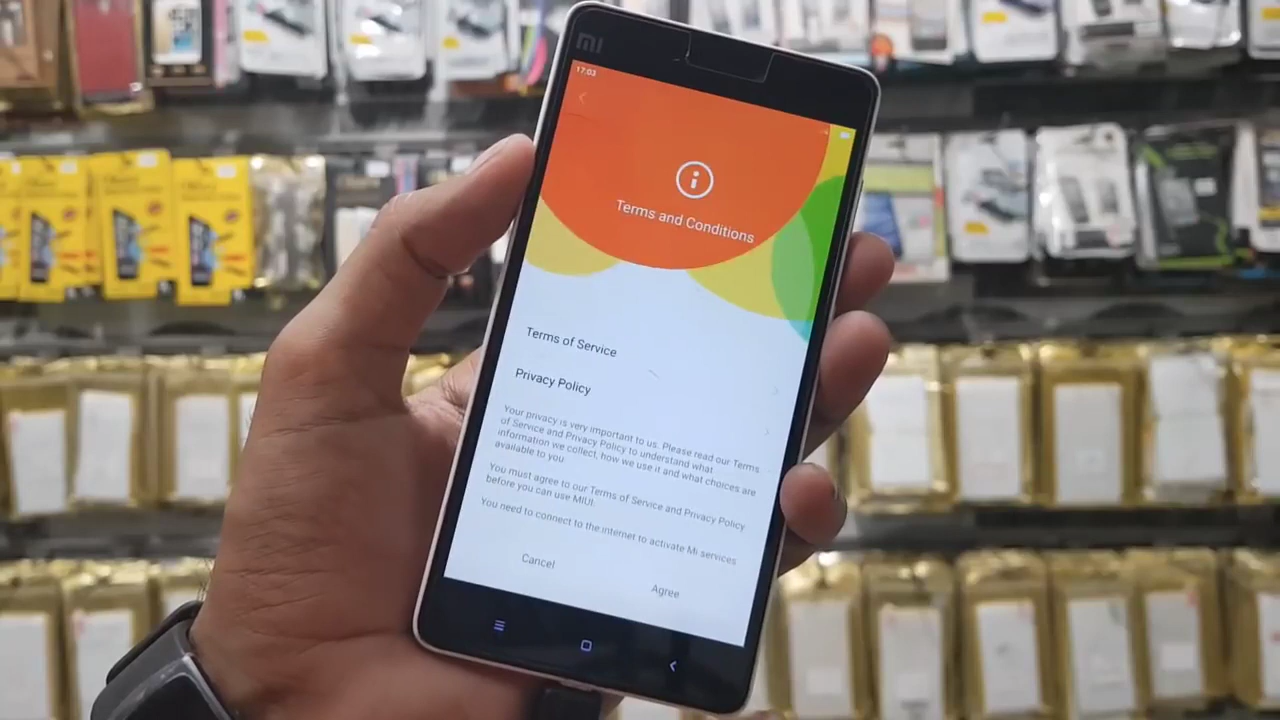 MI
17:03
Terms and Conditions
Terms of Service
Privacy Policy
Your privacy is very important to us. Please read our Terms
of Service and Privacy Policy to understand what
information we collect, how we use it and what choices are
available to you.
You must agree to our Terms of Service and Privacy Policy
before you can use MIUI.
You need to connect to the internet to activate Mi services
Cancel
Agree